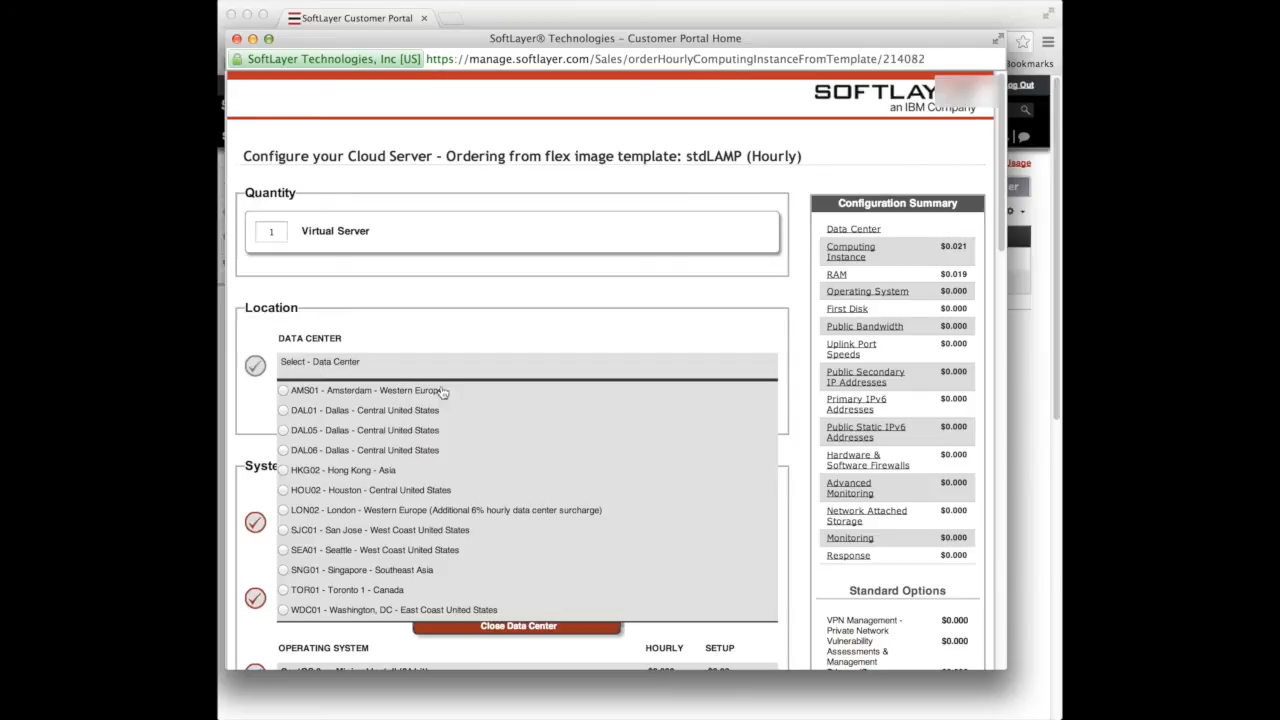 SoftLayer Customer Portal
SoftLayer® Technologies – Customer Portal Home
SoftLayer Technologies, Inc [US] https://manage.softlayer.com/Sales/orderHourlyComputingInstanceFromTemplate/214082
Bookmarks
og Out
SOFTLAY
an IBM Company
Usage
er
Configure your Cloud Server - Ordering from flex image template: stdLAMP (Hourly)
Quantity
1 Virtual Server
Location
DATA CENTER
Select - Data Center
AMS01 - Amsterdam - Western Europe
DAL01 - Dallas - Central United States
DAL05 - Dallas - Central United States
DAL06 - Dallas - Central United States
HKG02 - Hong Kong - Asia
HOU02 - Houston - Central United States
LON02 - London - Western Europe (Additional 6% hourly data center surcharge)
SJC01 - San Jose - West Coast United States
SEA01 - Seattle - West Coast United States
SNG01 - Singapore - Southeast Asia
TOR01 - Toronto 1 - Canada
WDC01 - Washington, DC - East Coast United States
Close Data Center
Syste
OPERATING SYSTEM HOURLY SETUP
Configuration Summary
Data Center
Computing $0.021
Instance
RAM $0.019
Operating System $0.000
First Disk $0.000
Public Bandwidth $0.000
Uplink Port $0.000
Speeds
Public Secondary $0.000
IP Addresses
Primary IPv6 $0.000
Addresses
Public Static IPv6 $0.000
Addresses
Hardware & $0.000
Software Firewalls
Advanced $0.000
Monitoring
Network Attached $0.000
Storage
Monitoring $0.000
Response $0.000
Standard Options
VPN Management - $0.000
Private Network
Vulnerability $0.000
Assessments &
Management